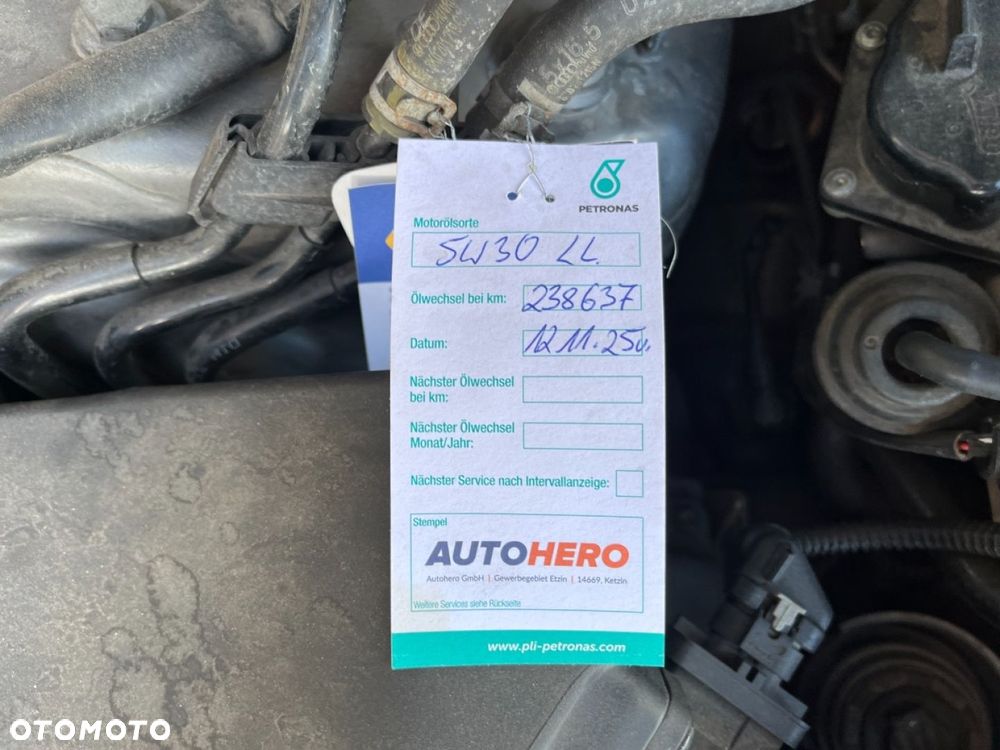 PETRONAS
Motorölsorte
5W30 LL
Ölwechsel bei km: 238637
Datum: 12.11.25
Nächster Ölwechsel
bei km:
Nächster Ölwechsel
Monat/Jahr:
Nächster Service nach Intervallanzeige:
Stempel
AUTOHERO
Autohero GmbH | Gewerbegebiet Etzin | 14669, Ketzin
Weitere Services siehe Rückseite
www.pli-petronas.com
OTOMOTO